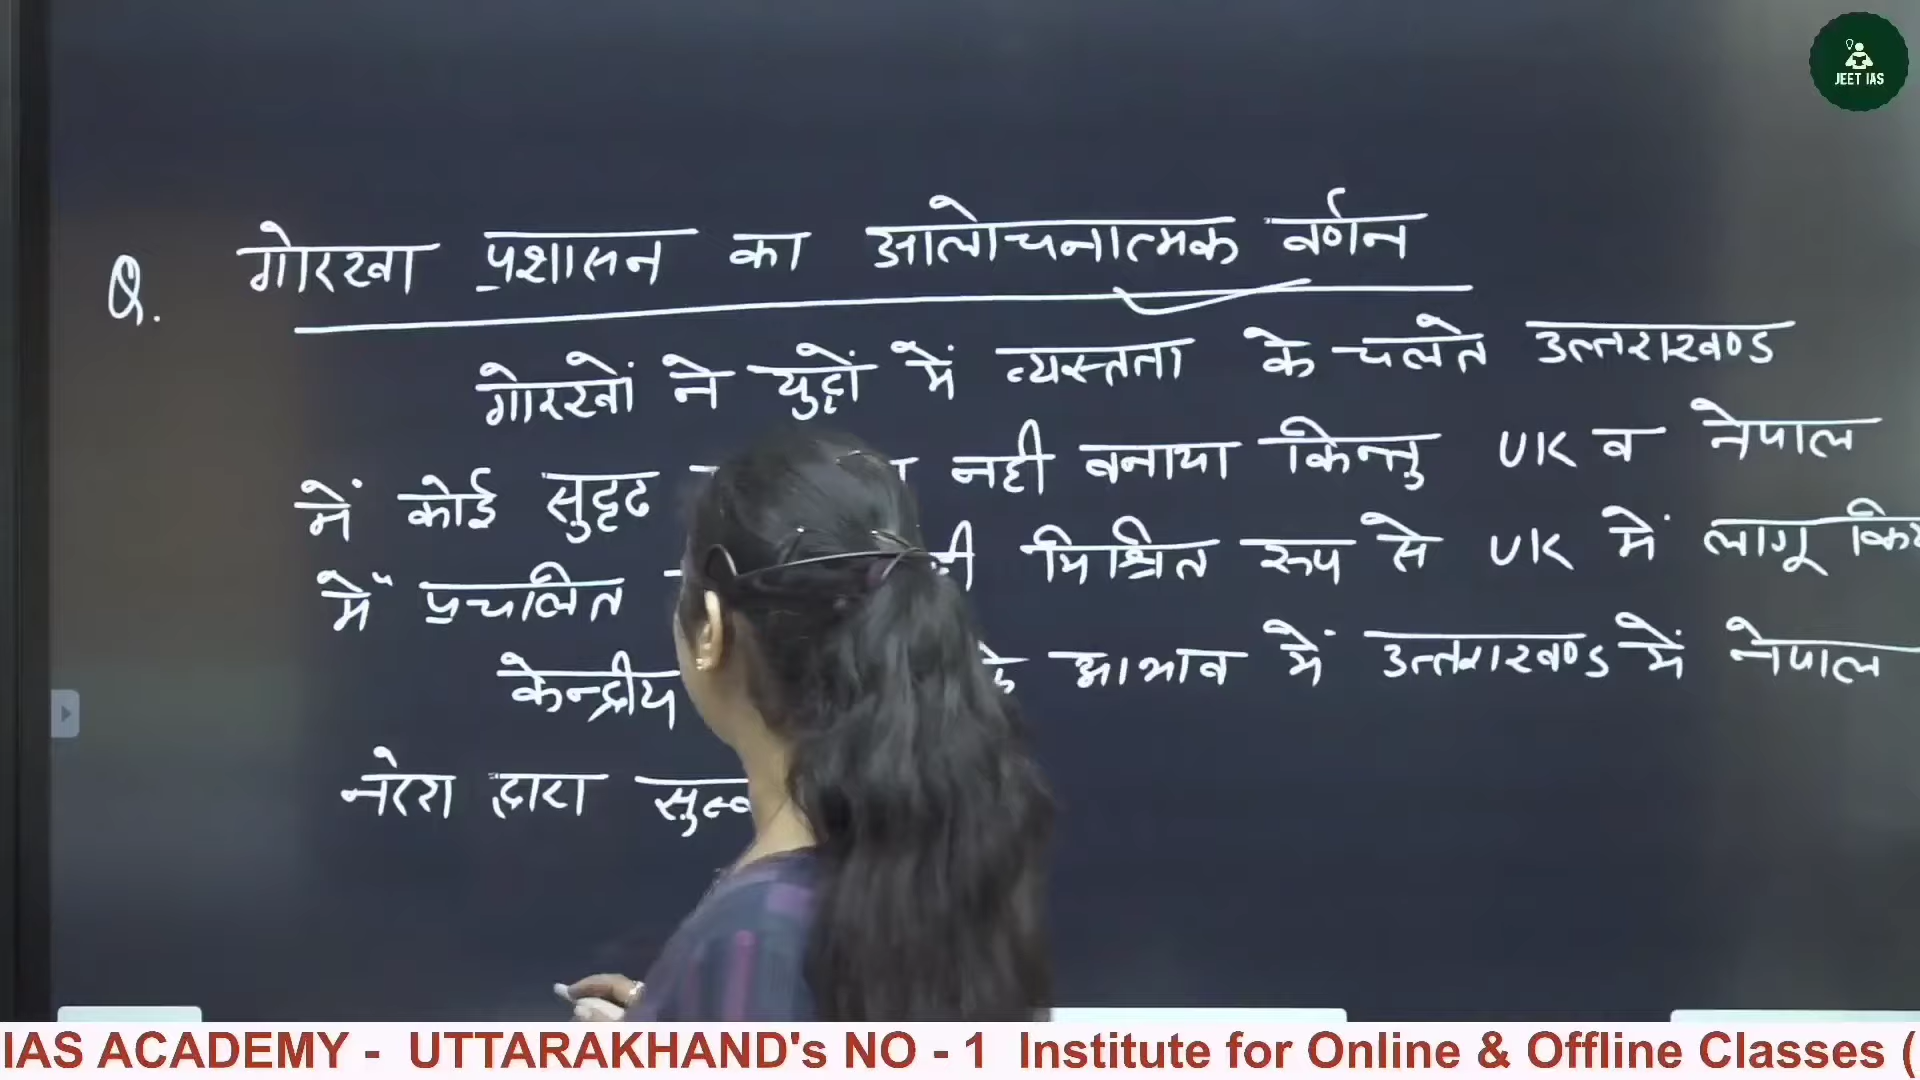 JEET IAS
Q. गोरखा प्रशासन का आलोचनात्मक वर्णन
गोरखों ने युद्दों में व्यस्तता के चलते उत्तराखण्ड
में कोई सुदृढ नही बनाया किन्तु UK व नेपाल
में प्रचलित मिश्रित रूप से UK में लागू
केन्द्रीय के आभाव में उत्तराखण्ड में नेपाल
नरेश द्वारा
IAS ACADEMY - UTTARAKHAND's NO - 1 Institute for Online & Offline Classes (